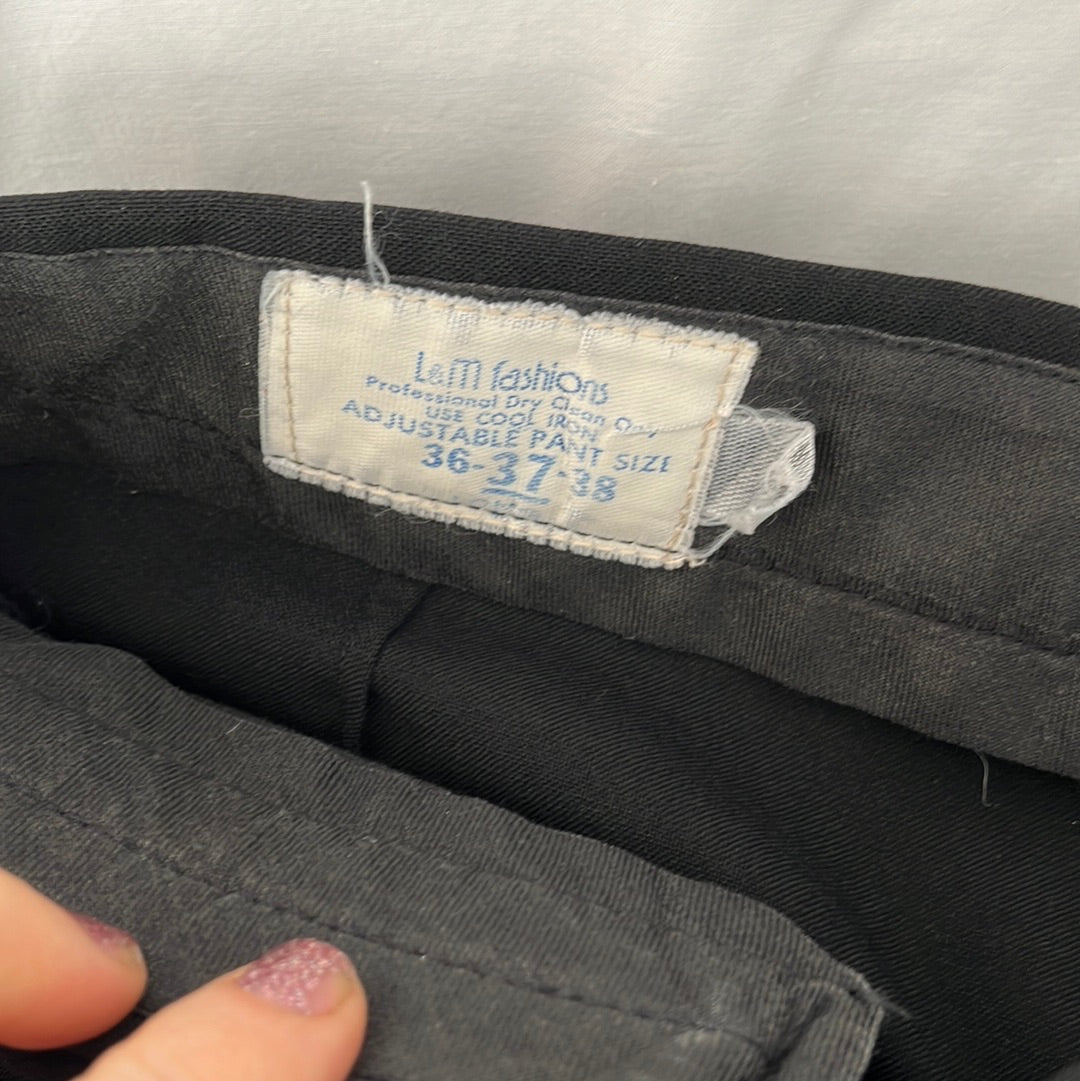 L&M fashions
Professional Dry Clean Only
USE COOL IRON
ADJUSTABLE PANT SIZE
36-37-38